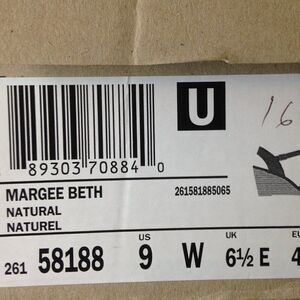 U
16
89303 70884 0
MARGEE BETH
261581885065
NATURAL
NATUREL
US
UK
261 58188 9 W 6½ E